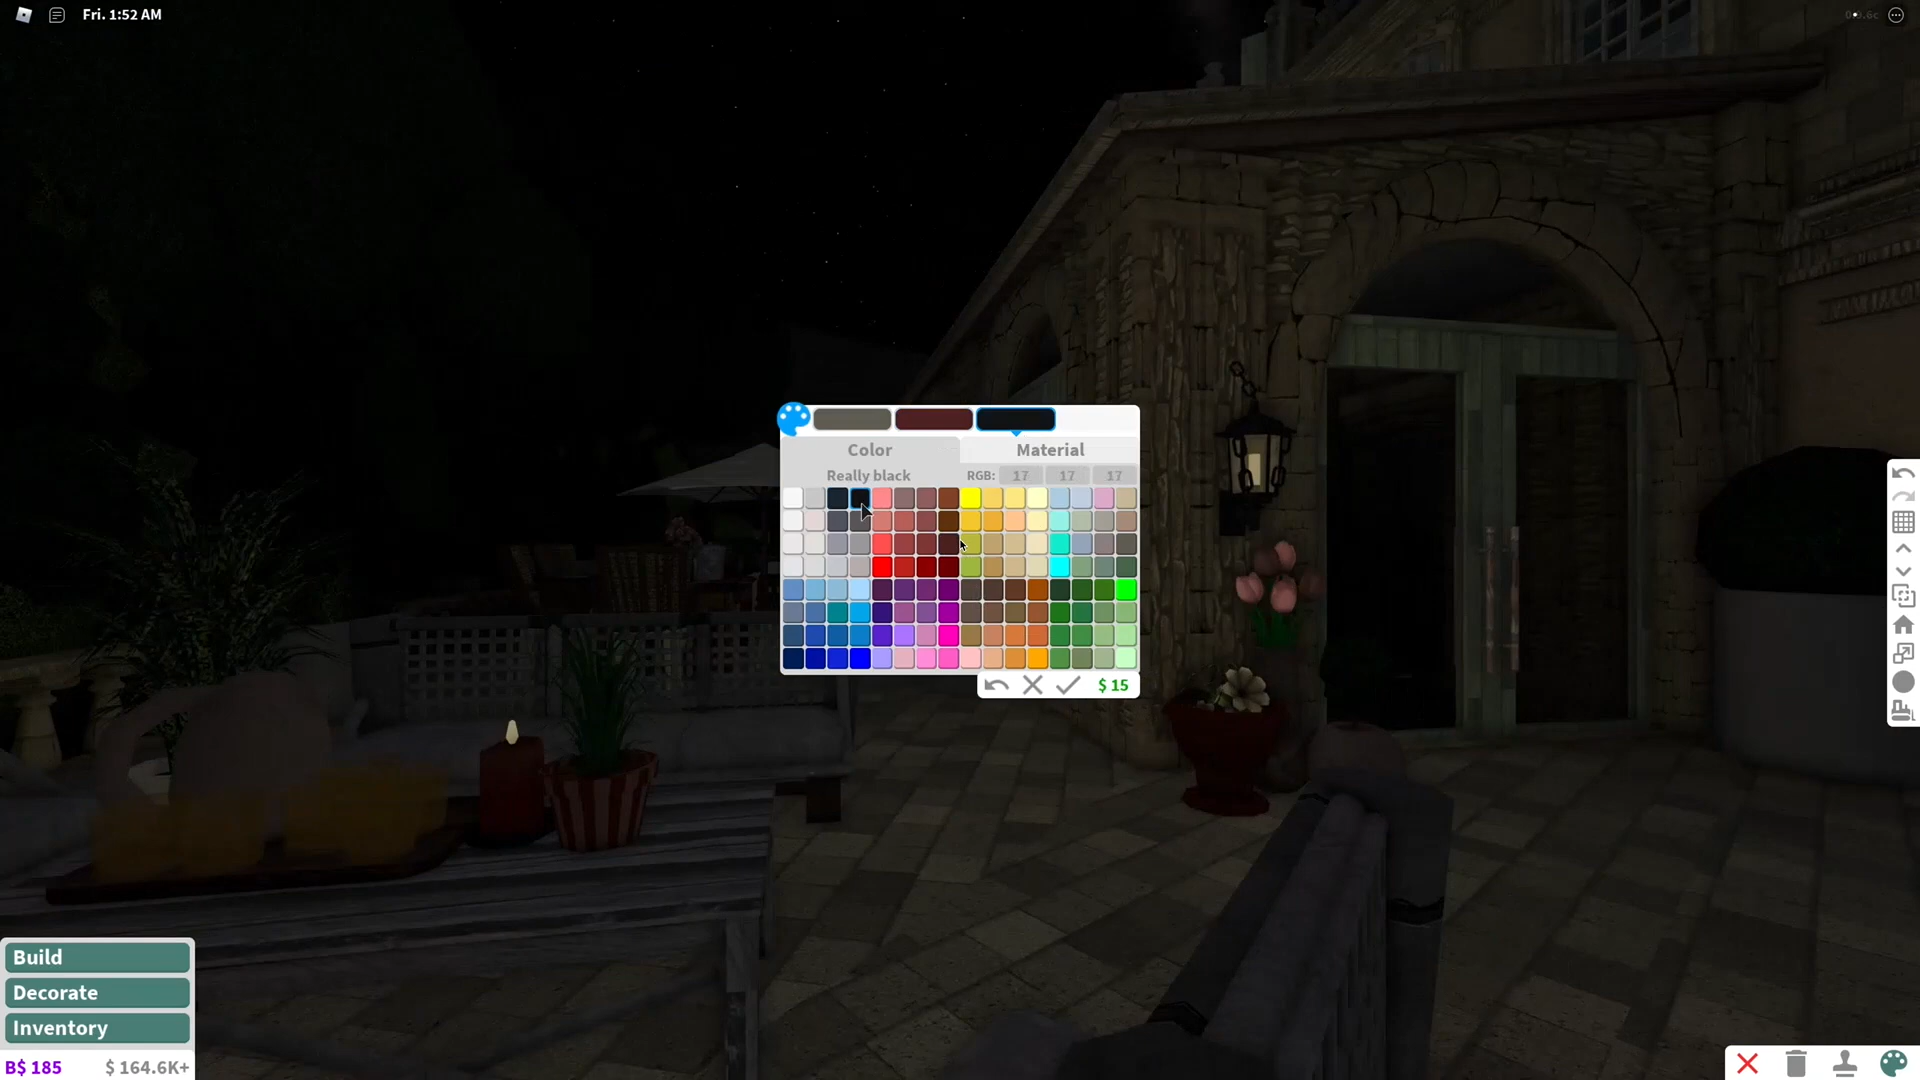 Fri. 1:52 AM
Color
Material
Really black
RGB: 17 17 17
$ 15
Build
Decorate
Inventory
B$ 185
$ 164.6K+